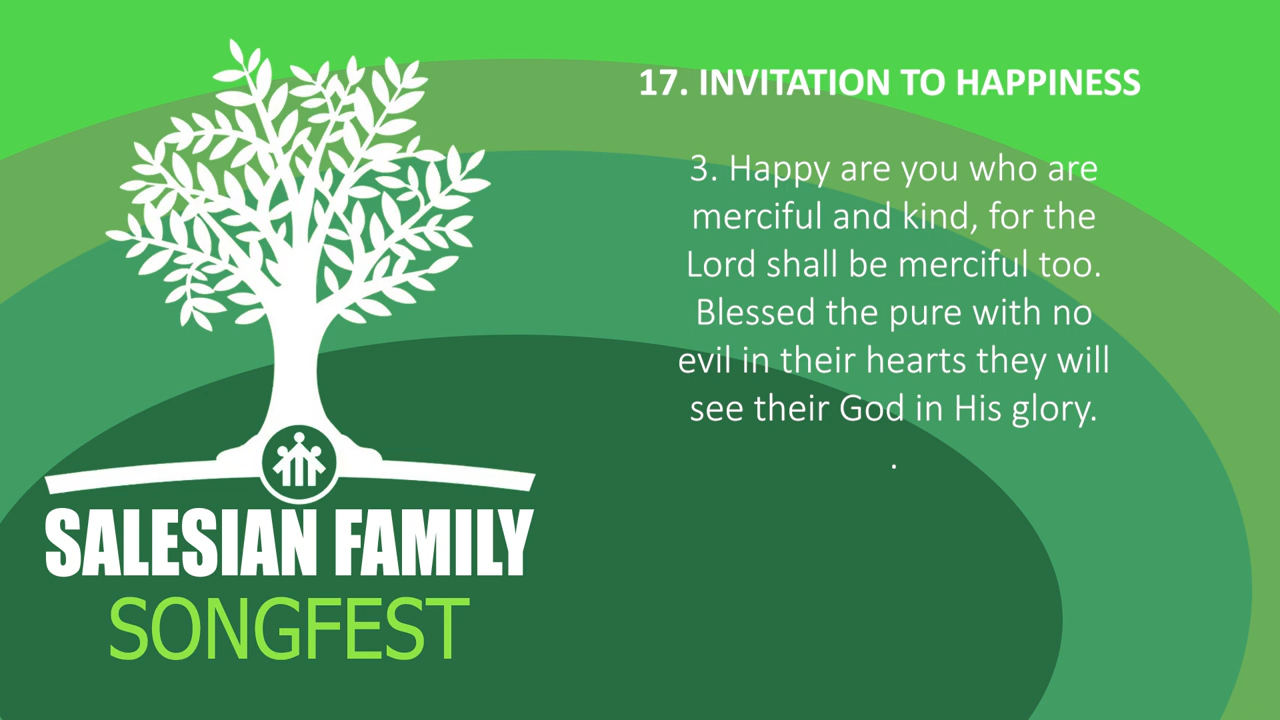 17. INVITATION TO HAPPINESS
3. Happy are you who are
merciful and kind, for the
Lord shall be merciful too.
Blessed the pure with no
evil in their hearts they will
see their God in His glory.
.
SALESIAN FAMILY
SONGFEST